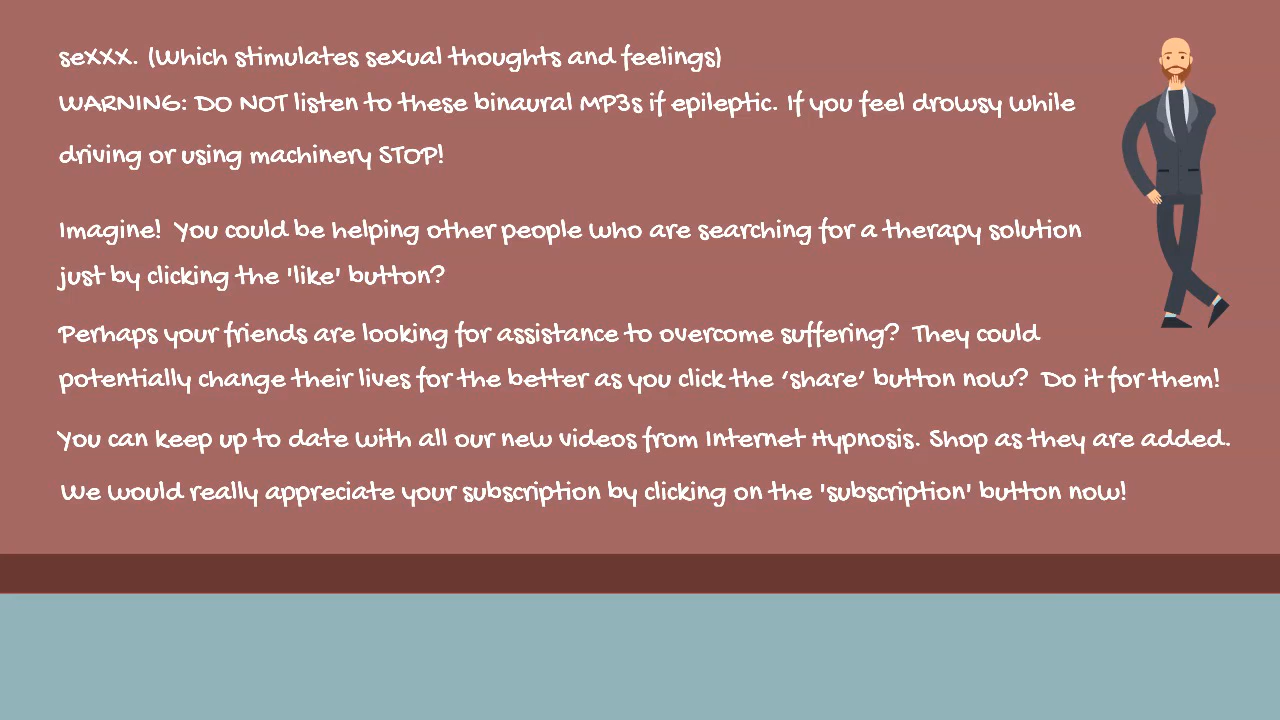 sexxx. (Which stimulates sexual thoughts and feelings)
WARNING: DO NOT listen to these binaural MP3s if epileptic. If you feel drowsy while
driving or using machinery STOP!
Imagine! You could be helping other people who are searching for a therapy solution
just by clicking the 'like' button?
Perhaps your friends are looking for assistance to overcome suffering? They could
potentially change their lives for the better as you click the ‘share’ button now? Do it for them!
You can keep up to date with all our new videos from Internet Hypnosis. Shop as they are added.
We would really appreciate your subscription by clicking on the 'subscription' button now!